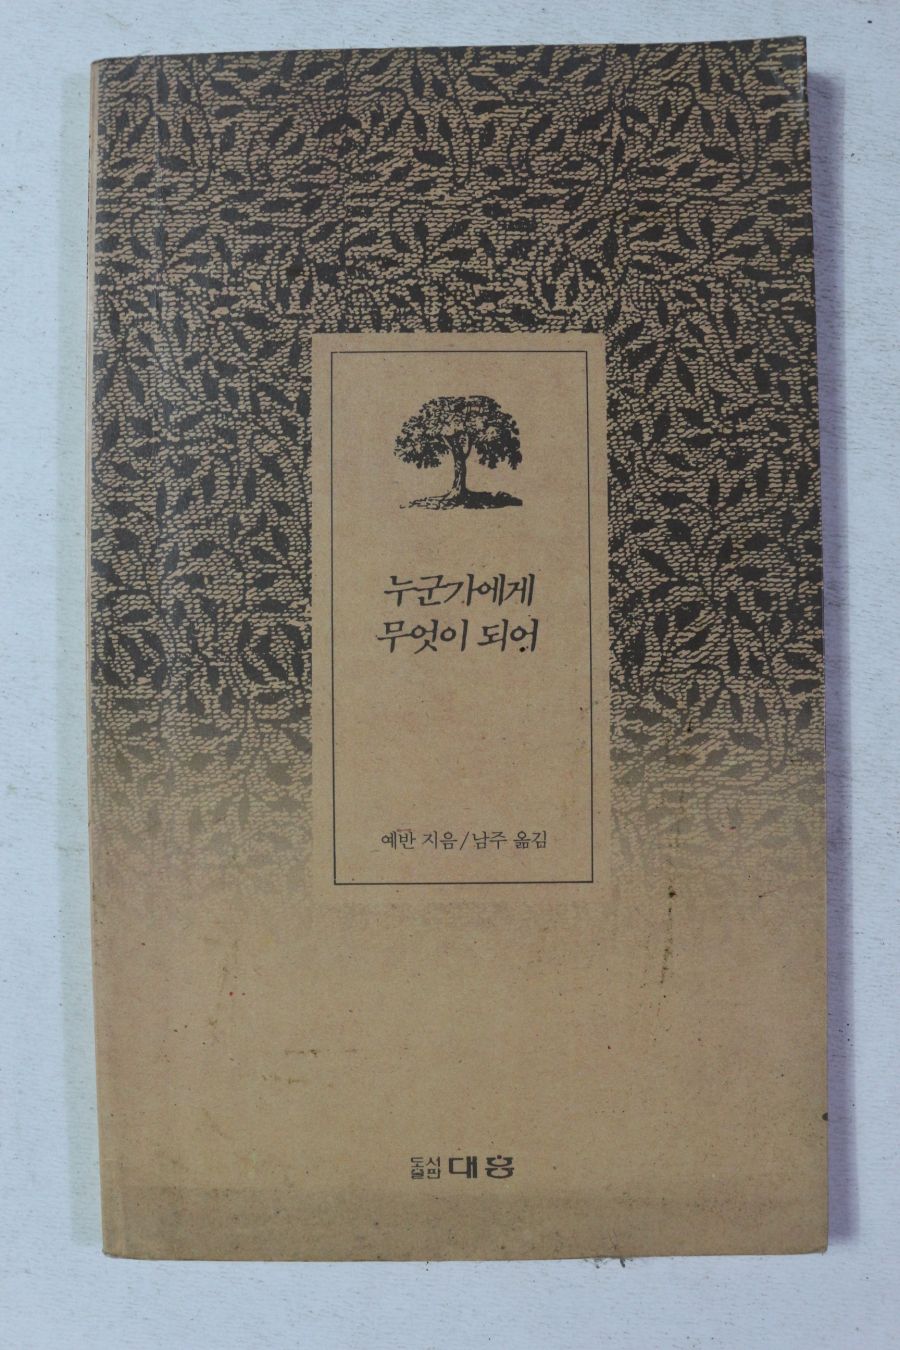 누군가에게
무엇이 되어
예반 지음/남주 옮김
도서출판 대흥